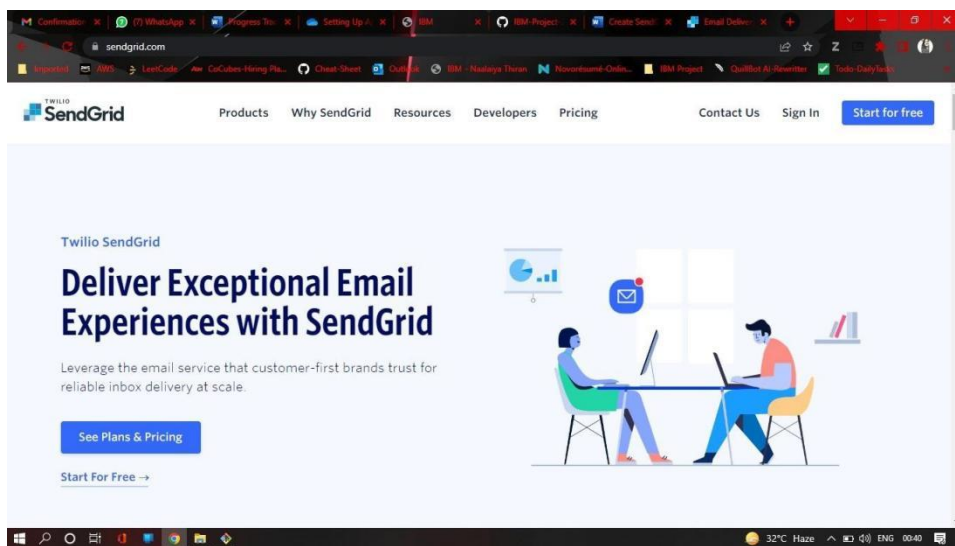 Confirmation
(7) WhatsApp
Progress Trac
Setting Up A
IBM
IBM-Project
Create Send
Email Deliver
sendgrid.com
Z
Imported
AWS
LeetCode
CoCubes-Hiring Pla...
Cheat-Sheet
Outlook
IBM - Naalaiya Thiran
Novorésumé-Onlin...
IBM Project
QuillBot AI-Rewritter
Todo-DailyTasks
TWILIO
SendGrid
Products
Why SendGrid
Resources
Developers
Pricing
Contact Us
Sign In
Start for free
Twilio SendGrid
Deliver Exceptional Email
Experiences with SendGrid
Leverage the email service that customer-first brands trust for
reliable inbox delivery at scale.
See Plans & Pricing
Start For Free →
32°C Haze
ENG
00:40